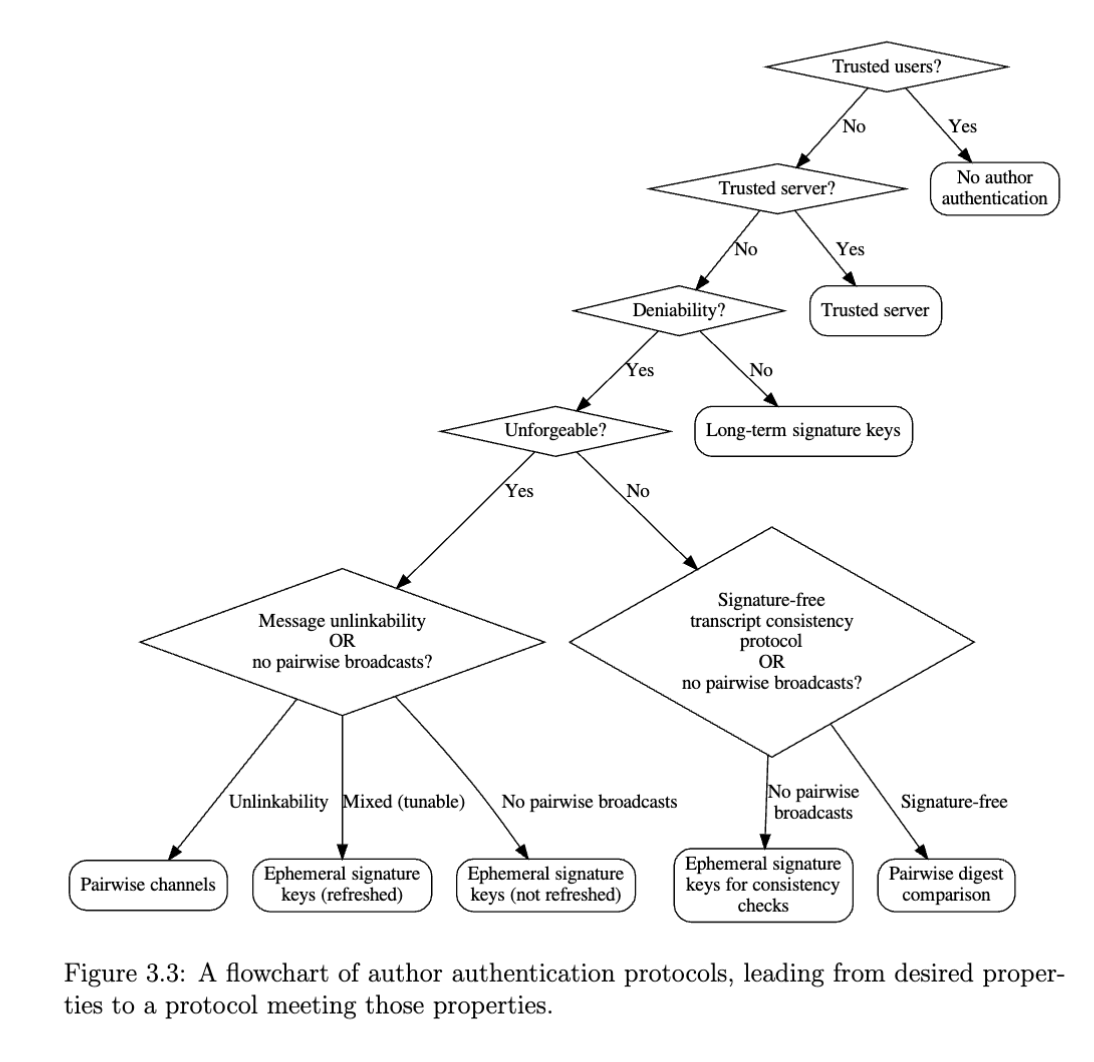 Trusted users?
No
Yes
No author
authentication
Trusted server?
No
Yes
Trusted server
Deniability?
Yes
No
Long-term signature keys
Unforgeable?
Yes
No
Message unlinkability
OR
no pairwise broadcasts?
Signature-free
transcript consistency
protocol
OR
no pairwise broadcasts?
Unlinkability
Mixed (tunable)
No pairwise broadcasts
No pairwise
broadcasts
Signature-free
Pairwise channels
Ephemeral signature
keys (refreshed)
Ephemeral signature
keys (not refreshed)
Ephemeral signature
keys for consistency
checks
Pairwise digest
comparison
Figure 3.3: A flowchart of author authentication protocols, leading from desired proper-
ties to a protocol meeting those properties.